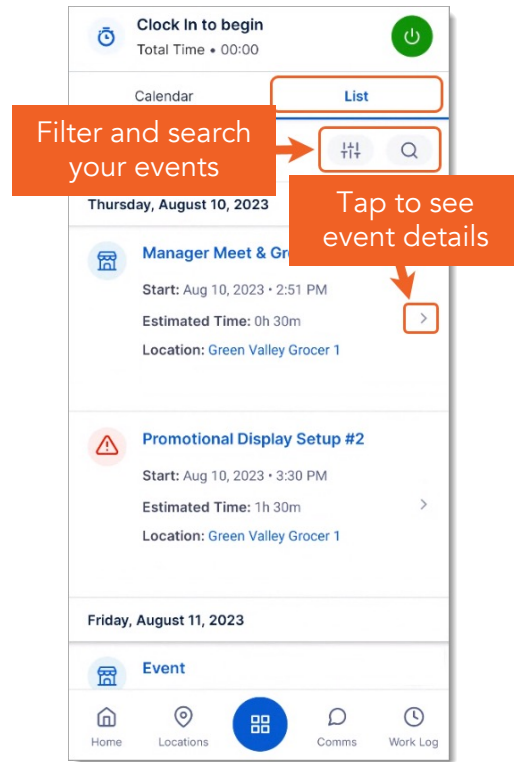 Clock In to begin
Total Time • 00:00
Calendar
List
Filter and search
your events
Thursday, August 10, 2023
Tap to see
event details
Manager Meet &
Start: Aug 10, 2023 • 2:51 PM
Estimated Time: 0h 30m
Location: Green Valley Grocer 1
Promotional Display Setup #2
Start: Aug 10, 2023 • 3:30 PM
Estimated Time: 1h 30m
Location: Green Valley Grocer 1
Friday, August 11, 2023
Event
Home
Locations
Comms
Work Log